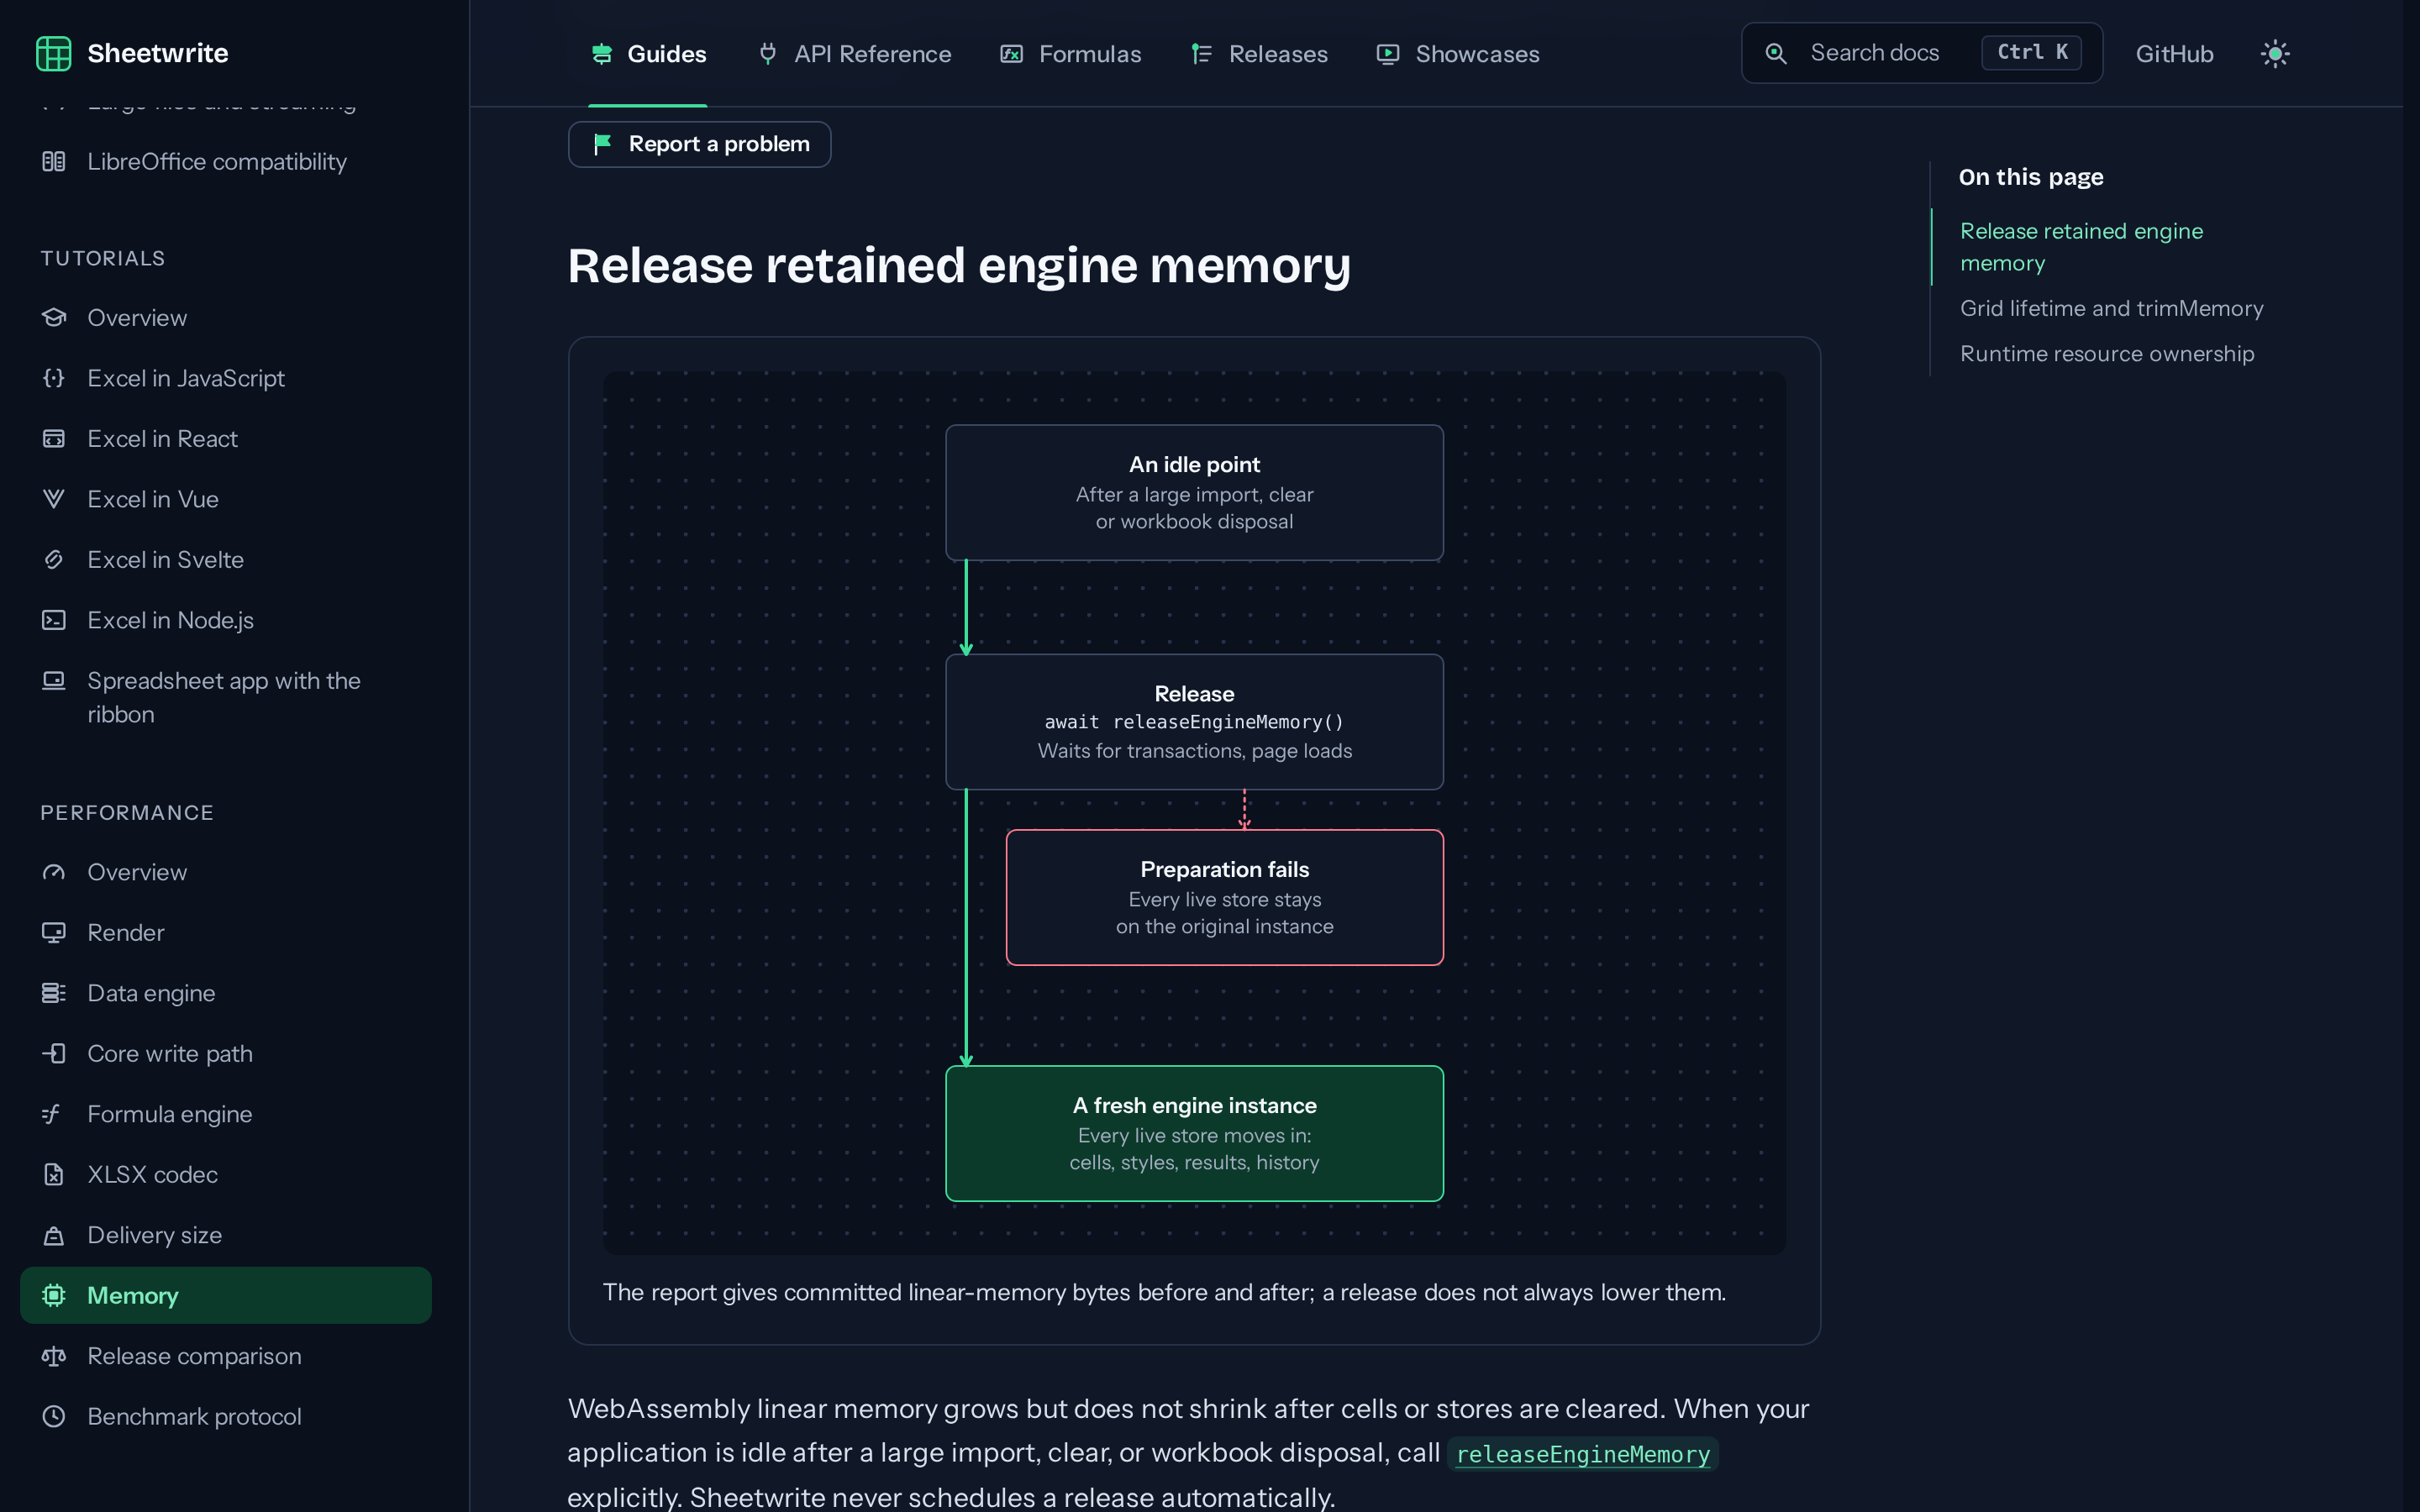 Sheetwrite
Guides
API Reference
Formulas
Releases
Showcases
Search docs
Ctrl K
GitHub
Large files and streaming
LibreOffice compatibility
TUTORIALS
Overview
Excel in JavaScript
Excel in React
Excel in Vue
Excel in Svelte
Excel in Node.js
Spreadsheet app with the
ribbon
PERFORMANCE
Overview
Render
Data engine
Core write path
Formula engine
XLSX codec
Delivery size
Memory
Release comparison
Benchmark protocol
Report a problem
Release retained engine memory
An idle point
After a large import, clear
or workbook disposal
Release
await releaseEngineMemory()
Waits for transactions, page loads
Preparation fails
Every live store stays
on the original instance
A fresh engine instance
Every live store moves in:
cells, styles, results, history
The report gives committed linear-memory bytes before and after; a release does not always lower them.
WebAssembly linear memory grows but does not shrink after cells or stores are cleared. When your
application is idle after a large import, clear, or workbook disposal, call releaseEngineMemory
explicitly. Sheetwrite never schedules a release automatically.
On this page
Release retained engine
memory
Grid lifetime and trimMemory
Runtime resource ownership